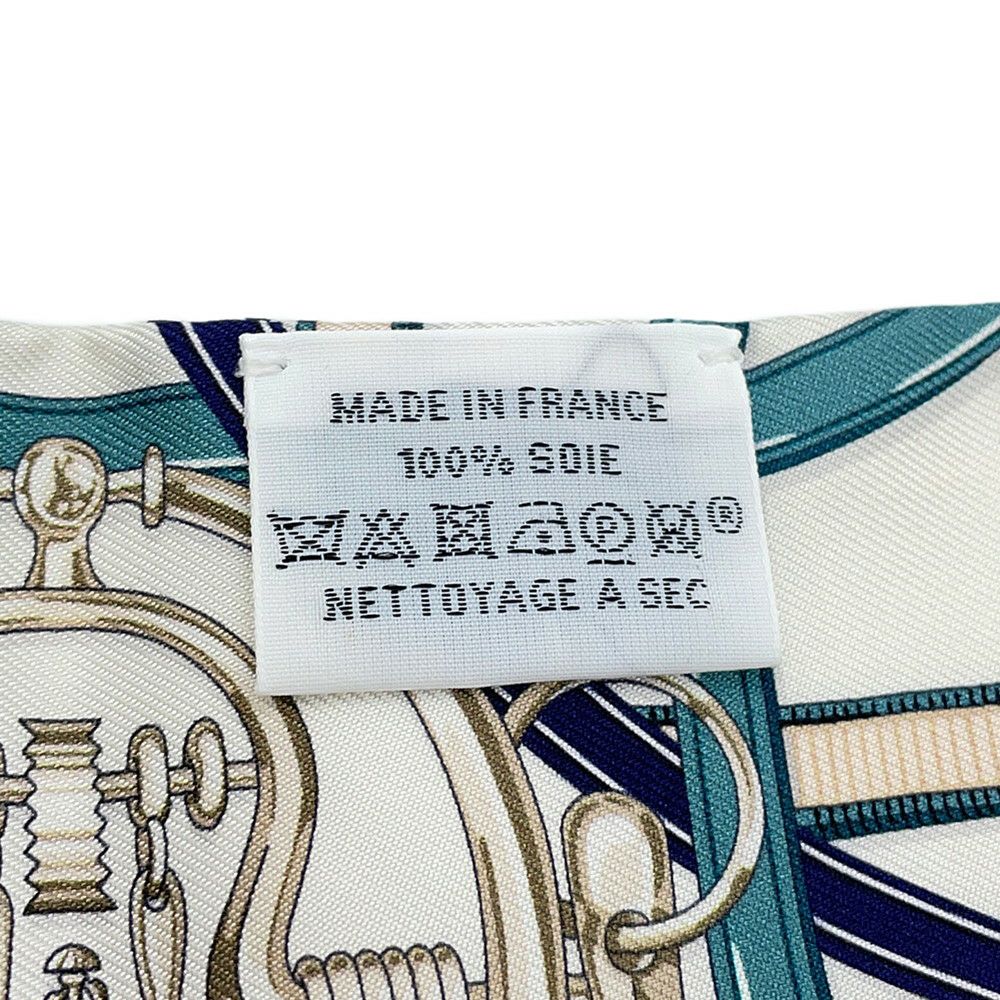 MADE IN FRANCE
100% SOIE
P W ®
NETTOYAGE A SEC